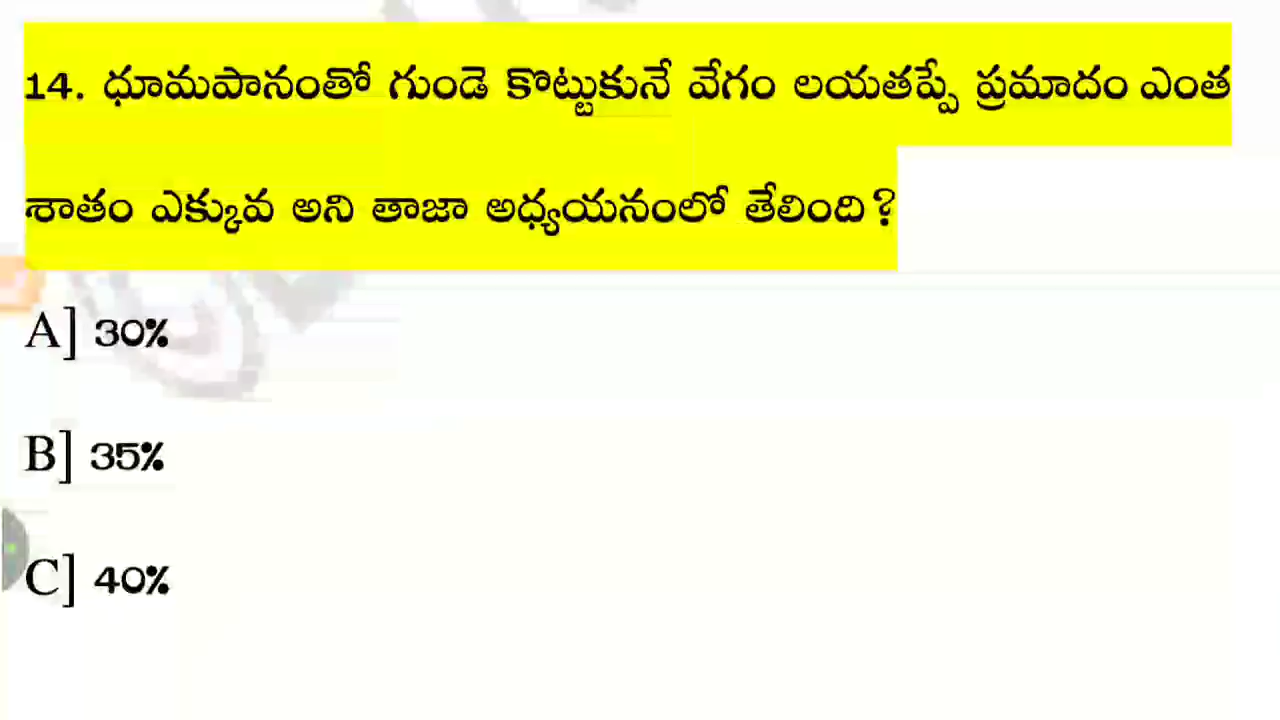 14. ధూమపానంతో గుండె కొట్టుకునే వేగం లయతప్పే ప్రమాదం ఎంత
శాతం ఎక్కువ అని తాజా అధ్యయనంలో తేలింది?
A] 30%
B] 35%
C] 40%